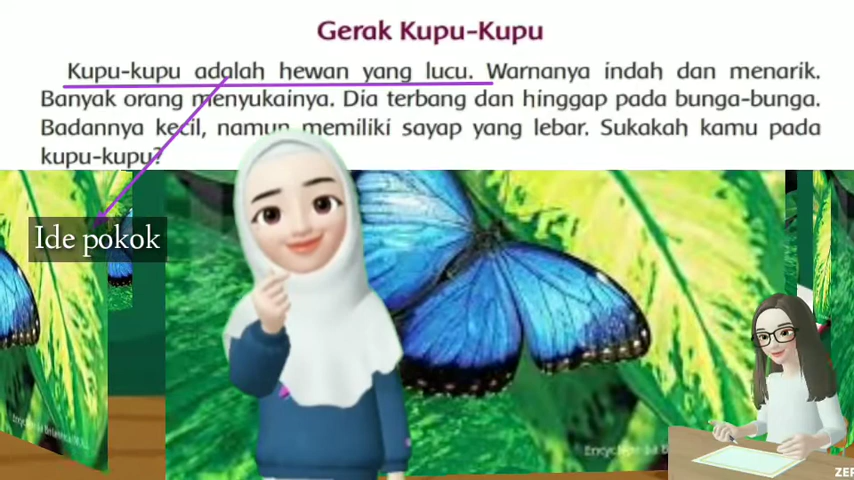 Gerak Kupu-Kupu
Kupu-kupu adalah hewan yang lucu. Warnanya indah dan menarik.
Banyak orang menyukainya. Dia terbang dan hinggap pada bunga-bunga.
Badannya kecil, namun memiliki sayap yang lebar. Sukakah kamu pada
kupu-kupu?
Ide pokok